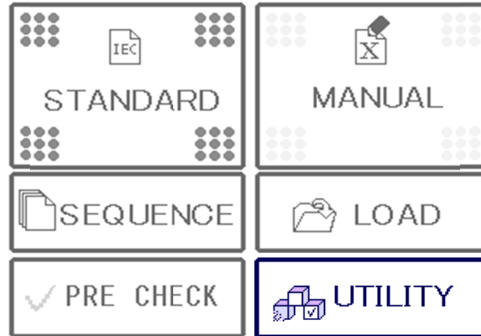 IEC
STANDARD
X
MANUAL
SEQUENCE
LOAD
PRE CHECK
UTILITY